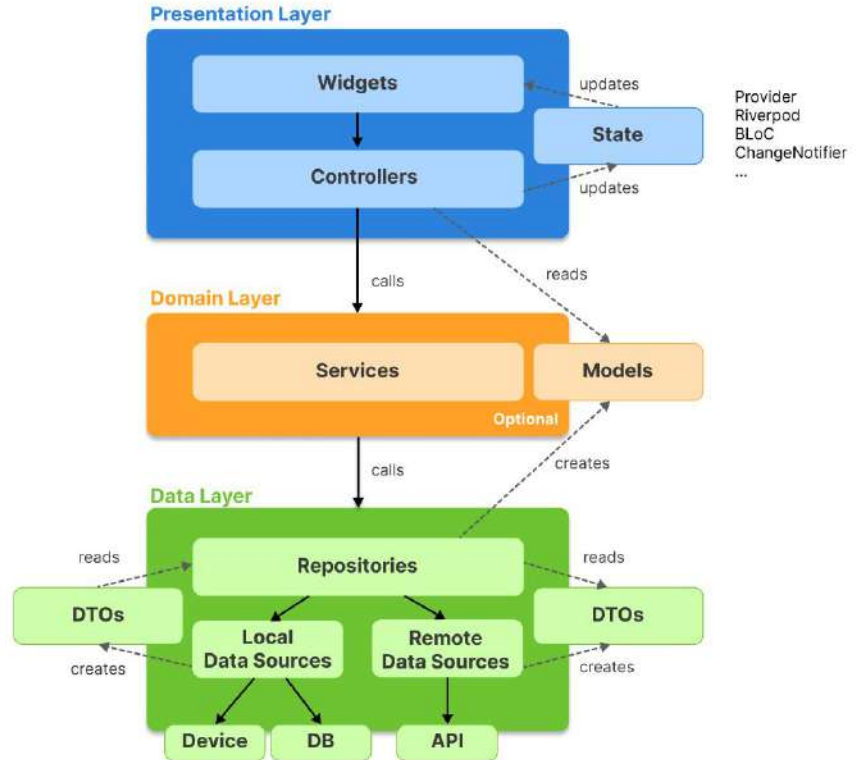 Presentation Layer
Widgets
updates
State
Provider
Riverpod
BLoC
ChangeNotifier
...
Controllers
updates
calls
reads
Domain Layer
Services
Models
Optional
calls
creates
Data Layer
reads
Repositories
reads
DTOs
Local
Data Sources
Remote
Data Sources
DTOs
creates
creates
Device
DB
API